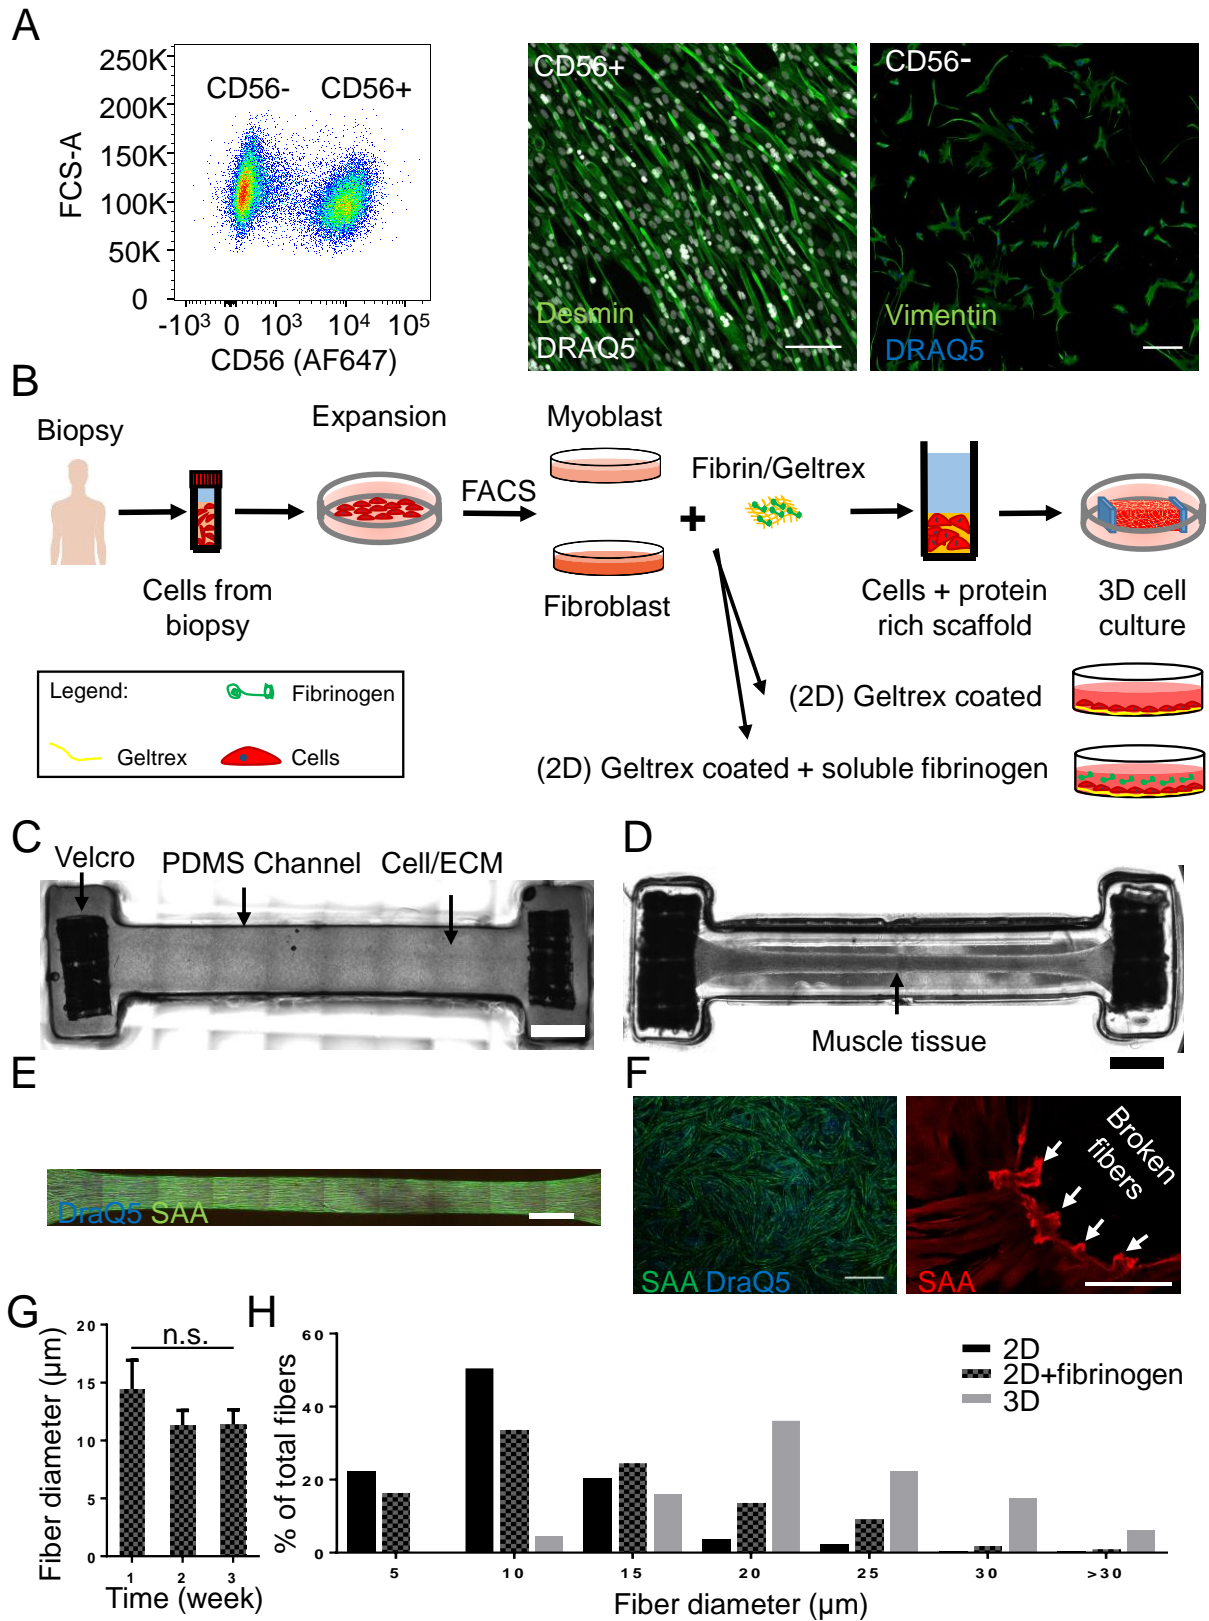 A
250K
200K
150K
100K
50K
0
FCS-A
CD56-
CD56+
-10³ 0 10³ 10⁴ 10⁵
CD56 (AF647)
CD56+
Desmin
DRAQ5
CD56-
Vimentin
DRAQ5
B
Biopsy
Expansion
Myoblast
FACS
Fibrin/Geltrex
+
Cells from
biopsy
Fibroblast
Cells + protein
rich scaffold
3D cell
culture
Legend:
Fibrinogen
Geltrex
Cells
(2D) Geltrex coated
(2D) Geltrex coated + soluble fibrinogen
C
Velcro
PDMS Channel
Cell/ECM
D
Muscle tissue
E
DraQ5 SAA
F
SAA DraQ5
Broken
fibers
SAA
G
Fiber diameter (µm)
20
15
10
5
0
n.s.
1 2 3
Time (week)
H
% of total fibers
60
40
20
0
2D
2D+fibrinogen
3D
5 10 15 20 25 30 >30
Fiber diameter (µm)